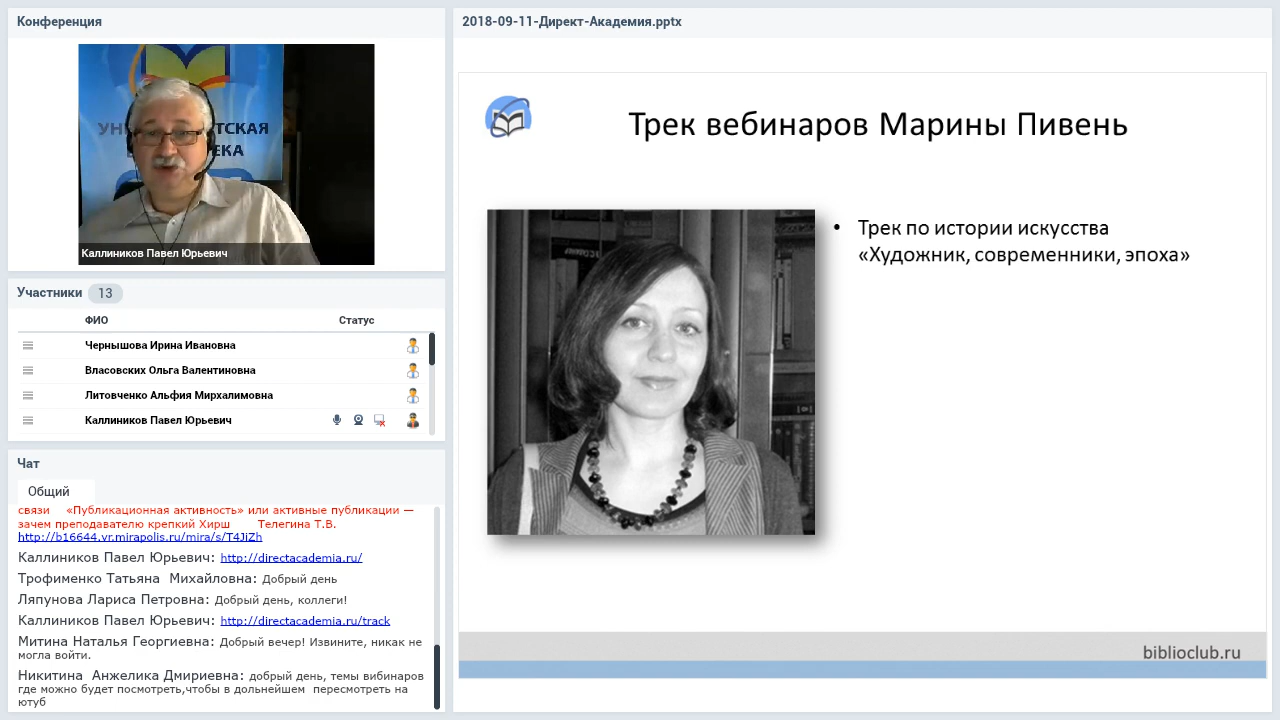 Конференция
УНИ
ТСКАЯ
ЕКА
Каллиников Павел Юрьевич
Участники 13
ФИО Статус
Чернышова Ирина Ивановна
Власовских Ольга Валентиновна
Литовченко Альфия Мирхалимовна
Каллиников Павел Юрьевич
Чат
Общий
связи «Публикационная активность» или активные публикации —
зачем преподавателю крепкий Хирш Телегина Т.В.
http://b16644.vr.mirapolis.ru/mira/s/T4JiZh
Каллиников Павел Юрьевич: http://directacademia.ru/
Трофименко Татьяна Михайловна: Добрый день
Ляпунова Лариса Петровна: Добрый день, коллеги!
Каллиников Павел Юрьевич: http://directacademia.ru/track
Митина Наталья Георгиевна: Добрый вечер! Извините, никак не
могла войти.
Никитина Анжелика Дмириевна: добрый день, темы вебинаров
где можно будет посмотреть,чтобы в дольнейшем пересмотреть на
ютуб
2018-09-11-Директ-Академия.pptx
Трек вебинаров Марины Пивень
• Трек по истории искусства
«Художник, современники, эпоха»
biblioclub.ru